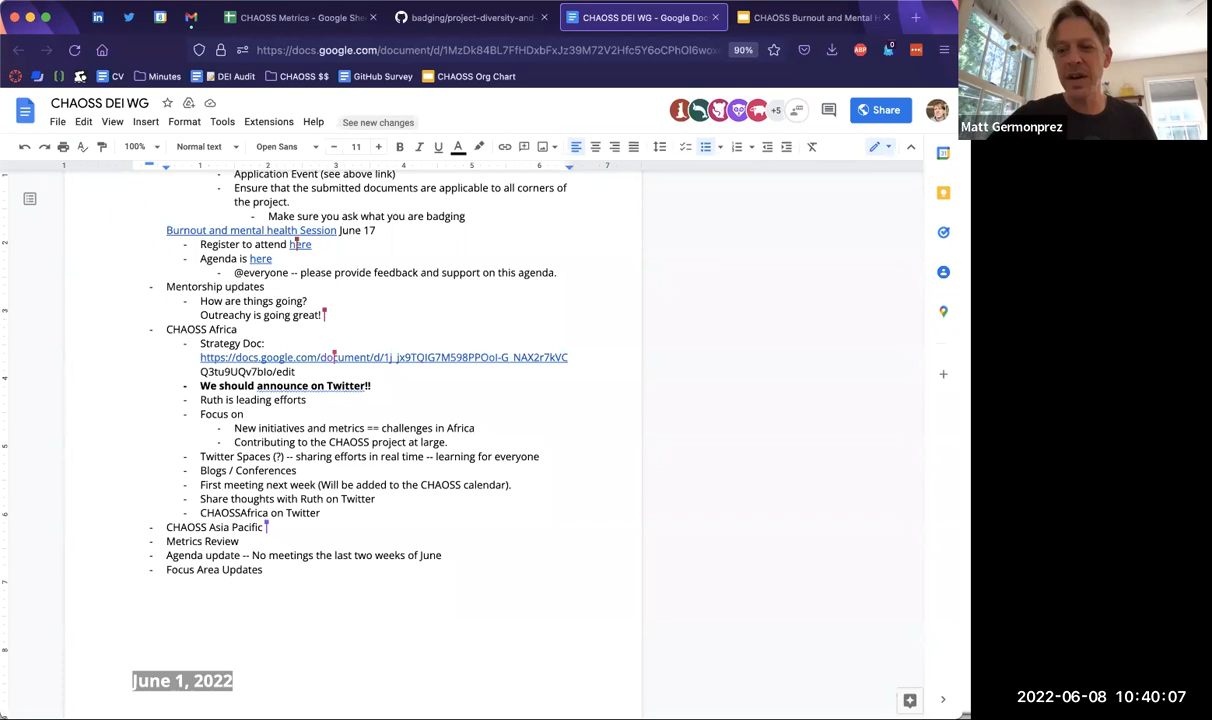 CHAOSS Metrics - Google She
badging/project-diversity-and-
CHAOSS DEI WG - Google Doc
CHAOSS Burnout and Mental H
https://docs.google.com/document/d/1MzDk84BL7FfHDxbFxJz39M72V2Hfc5Y6oCPhOI6wox
90%
CV
Minutes
DEI Audit
CHAOSS $$
GitHub Survey
CHAOSS Org Chart
Matt Germonprez
CHAOSS DEI WG
+5
Share
File Edit View Insert Format Tools Extensions Help
See new changes
100% Normal text Open Sans 11
Application Event (see above link)
- Ensure that the submitted documents are applicable to all corners of
the project.
- Make sure you ask what you are badging
Burnout and mental health Session June 17
- Register to attend here
- Agenda is here
- @everyone -- please provide feedback and support on this agenda.
- Mentorship updates
- How are things going?
Outreachy is going great!
- CHAOSS Africa
- Strategy Doc:
https://docs.google.com/document/d/1j_jx9TQIG7M598PPOoI-G_NAX2r7kVC
Q3tu9UQv7bIo/edit
- We should announce on Twitter!!
- Ruth is leading efforts
- Focus on
- New initiatives and metrics == challenges in Africa
- Contributing to the CHAOSS project at large.
- Twitter Spaces (?) -- sharing efforts in real time -- learning for everyone
- Blogs / Conferences
- First meeting next week (Will be added to the CHAOSS calendar).
- Share thoughts with Ruth on Twitter
- CHAOSSAfrica on Twitter
- CHAOSS Asia Pacific
- Metrics Review
- Agenda update -- No meetings the last two weeks of June
- Focus Area Updates
June 1, 2022
2022-06-08 10:40:07